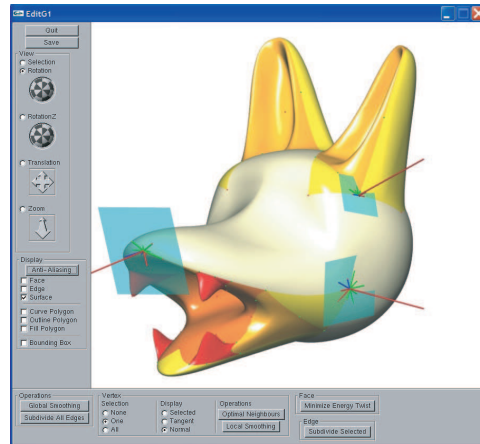 EditG1
Quit
Save
View
Selection
Rotation
RotationZ
Translation
Zoom
Display
Anti-Aliasing
Face
Edge
Surface
Curve Polygon
Outline Polygon
Fill Polygon
Bounding Box
Operations
Global Smoothing
Subdivide All Edges
Vertex
Selection
None
One
All
Display
Selected
Tangent
Normal
Operations
Optimal Neighbours
Local Smoothing
Face
Minimize Energy Twist
Edge
Subdivide Selected